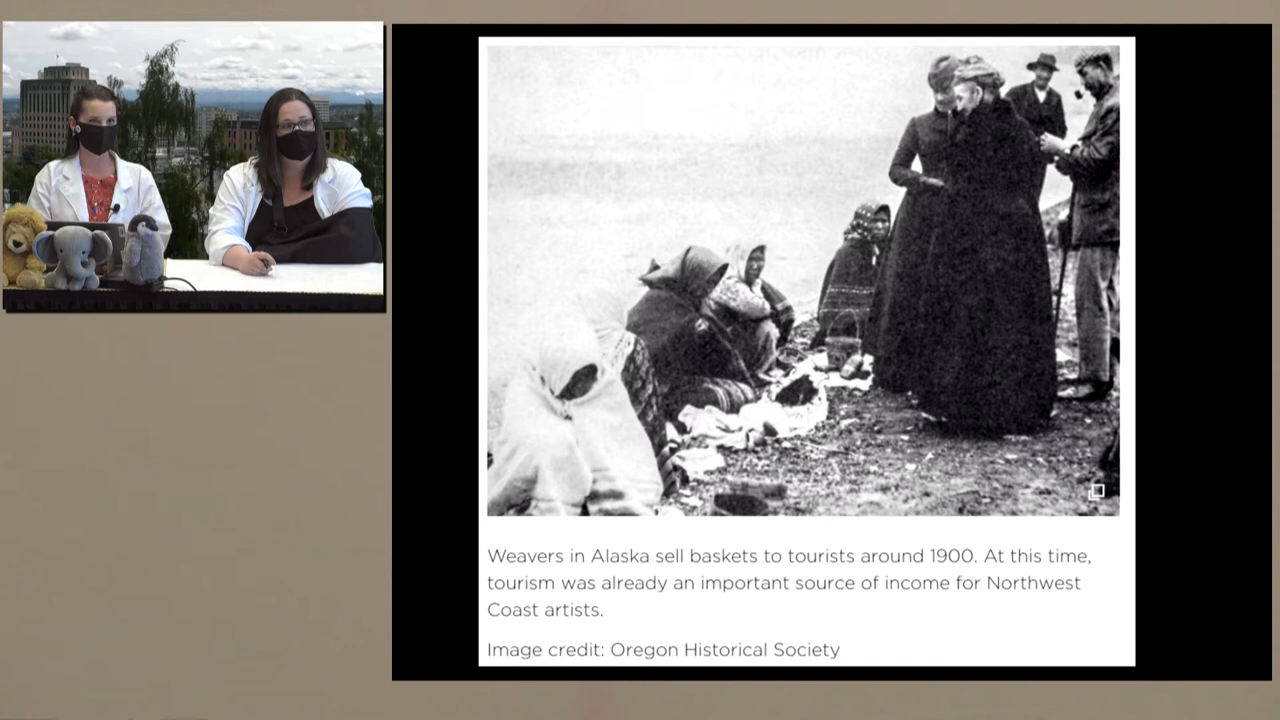 Weavers in Alaska sell baskets to tourists around 1900. At this time,
tourism was already an important source of income for Northwest
Coast artists.
Image credit: Oregon Historical Society